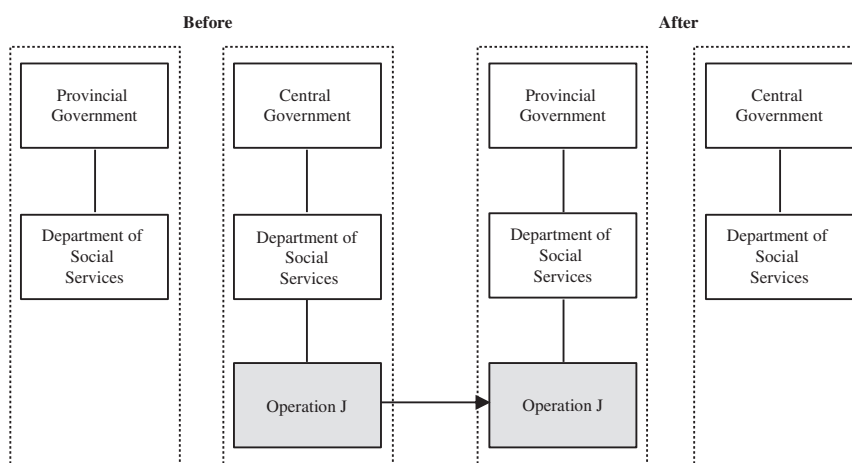 Before
After
Provincial
Government
Central
Government
Provincial
Government
Central
Government
Department of
Social
Services
Department of
Social
Services
Department of
Social
Services
Department of
Social
Services
Operation J
Operation J